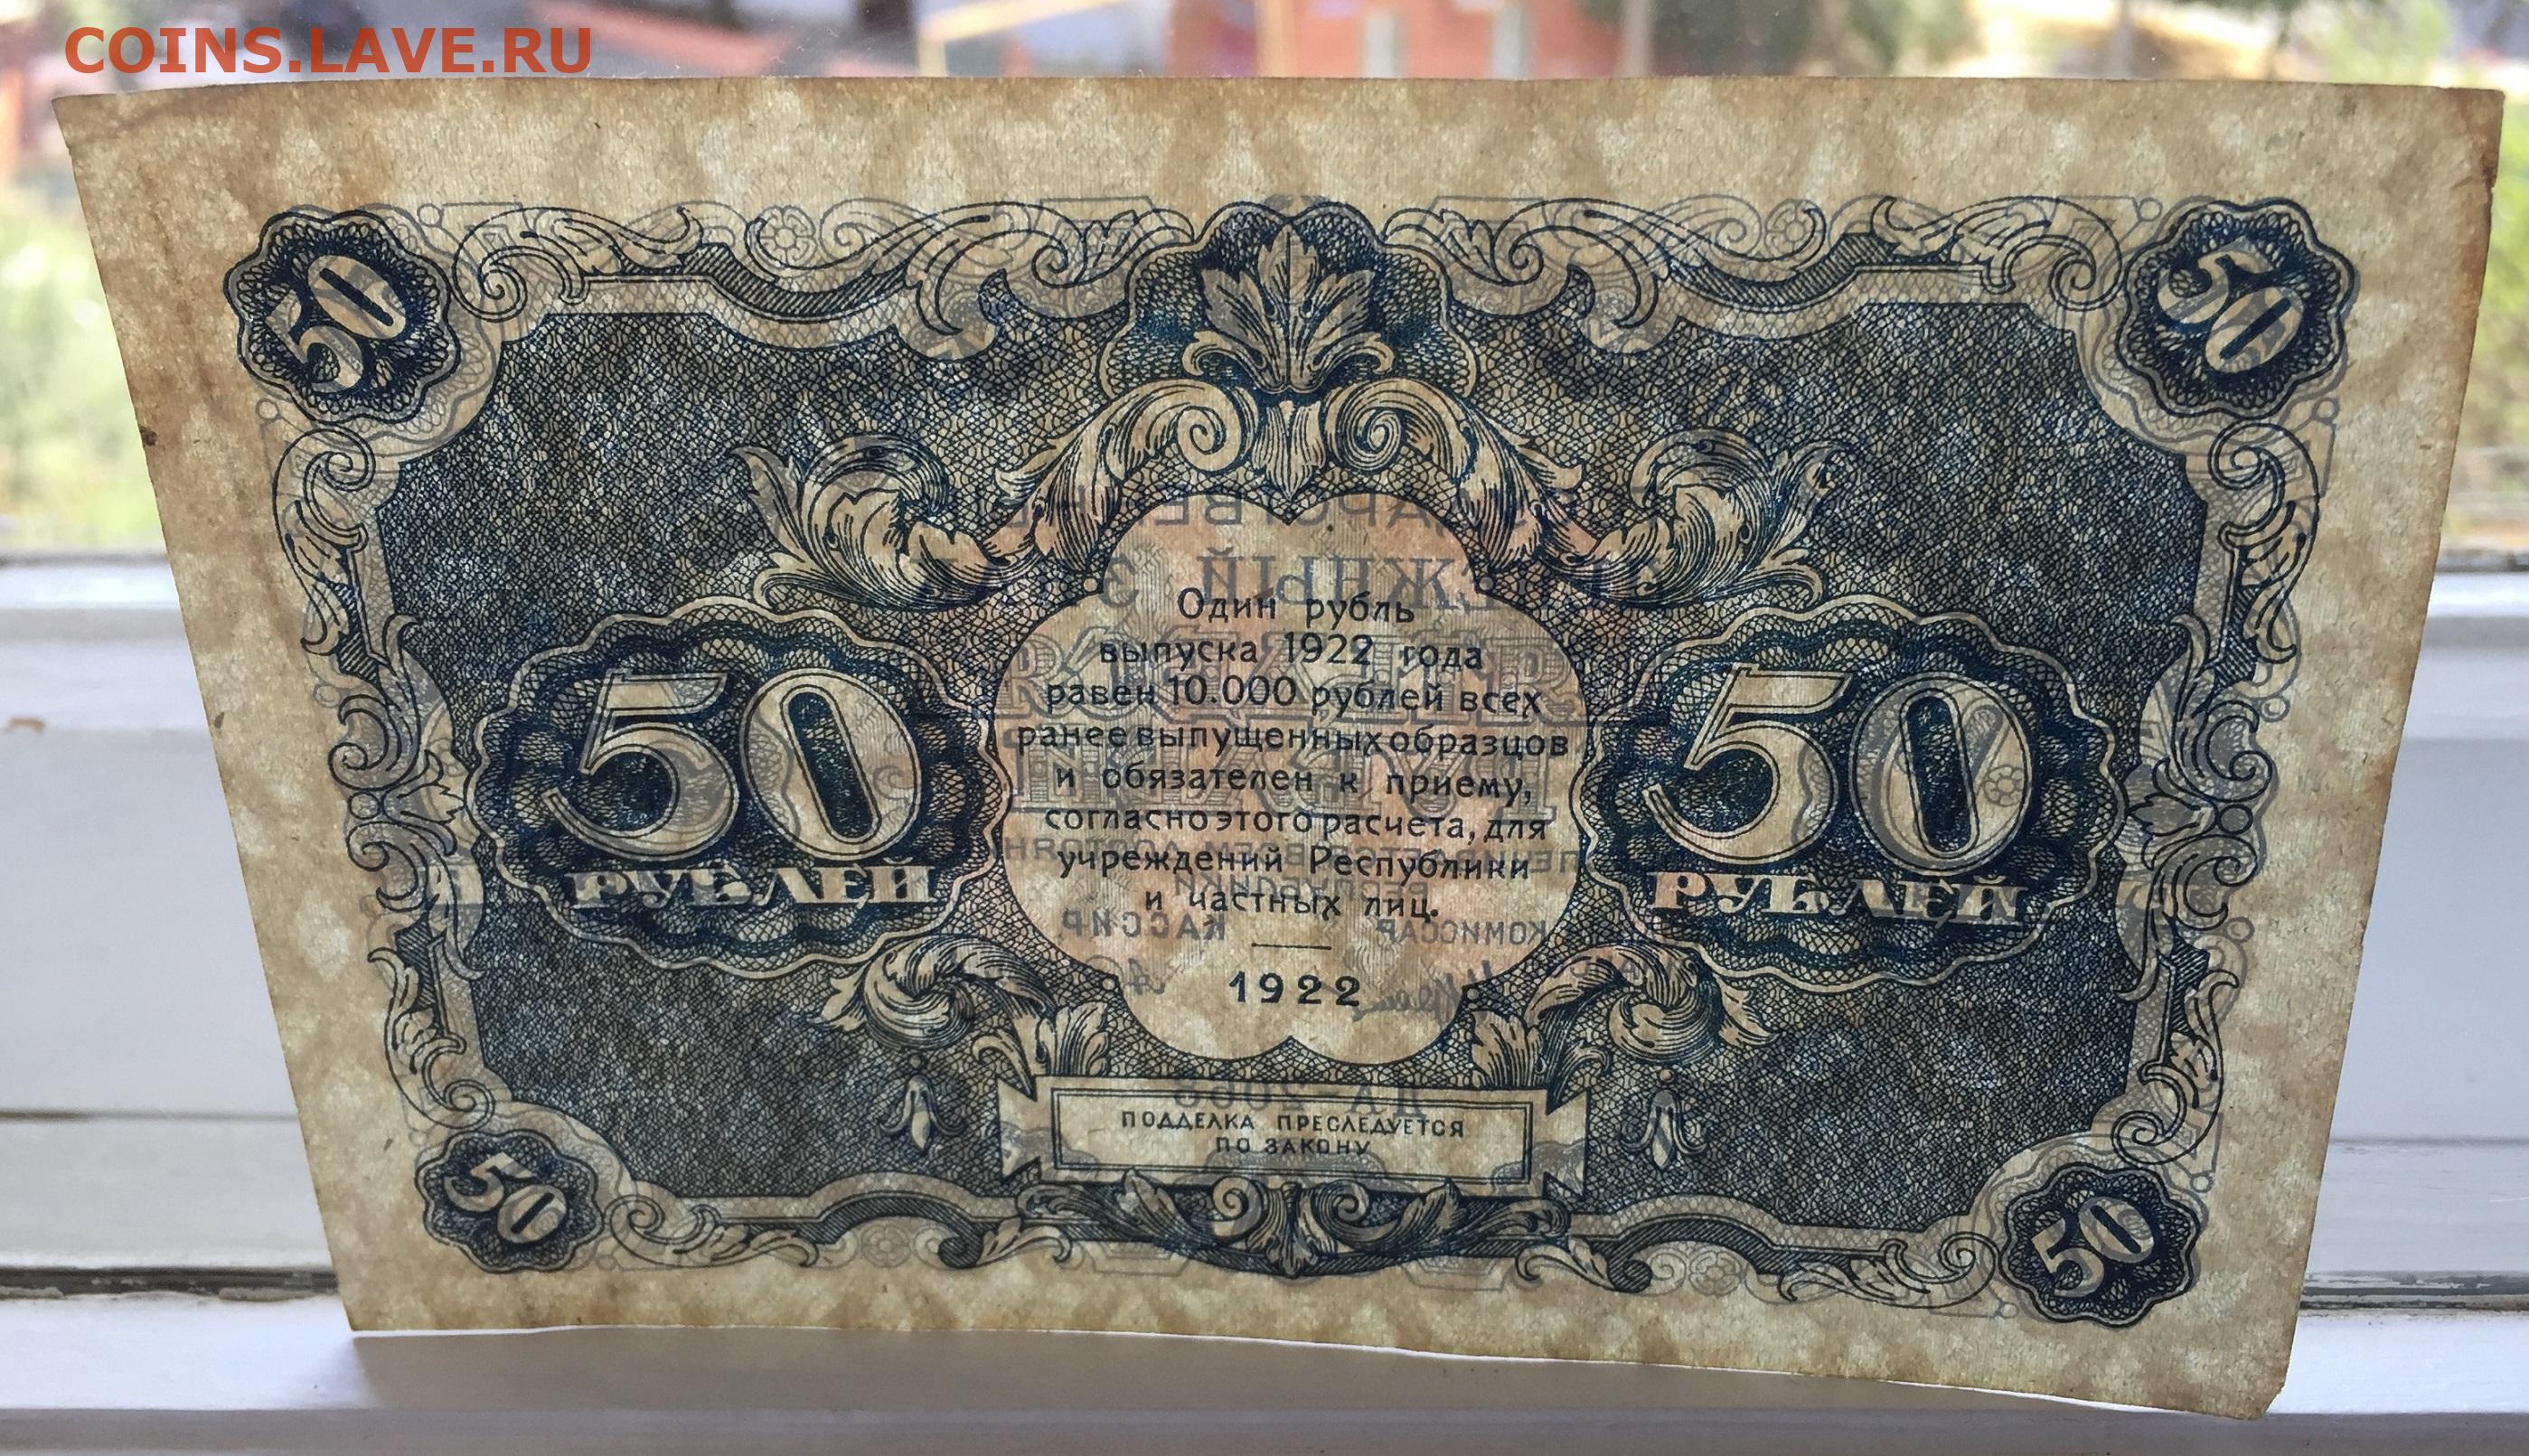 COINS.LAVE.RU
50
50
Один рубль
выпуска 1922 года
равен 10.000 рублей всех
ранее выпущенных образцов
и обязателен к приему,
согласно этого расчета, для
учреждений Республики
и частных лиц.
1922
50
РУБЛЕЙ
50
РУБЛЕЙ
ПОДДЕЛКА ПРЕСЛЕДУЕТСЯ
ПО ЗАКОНУ
50
50